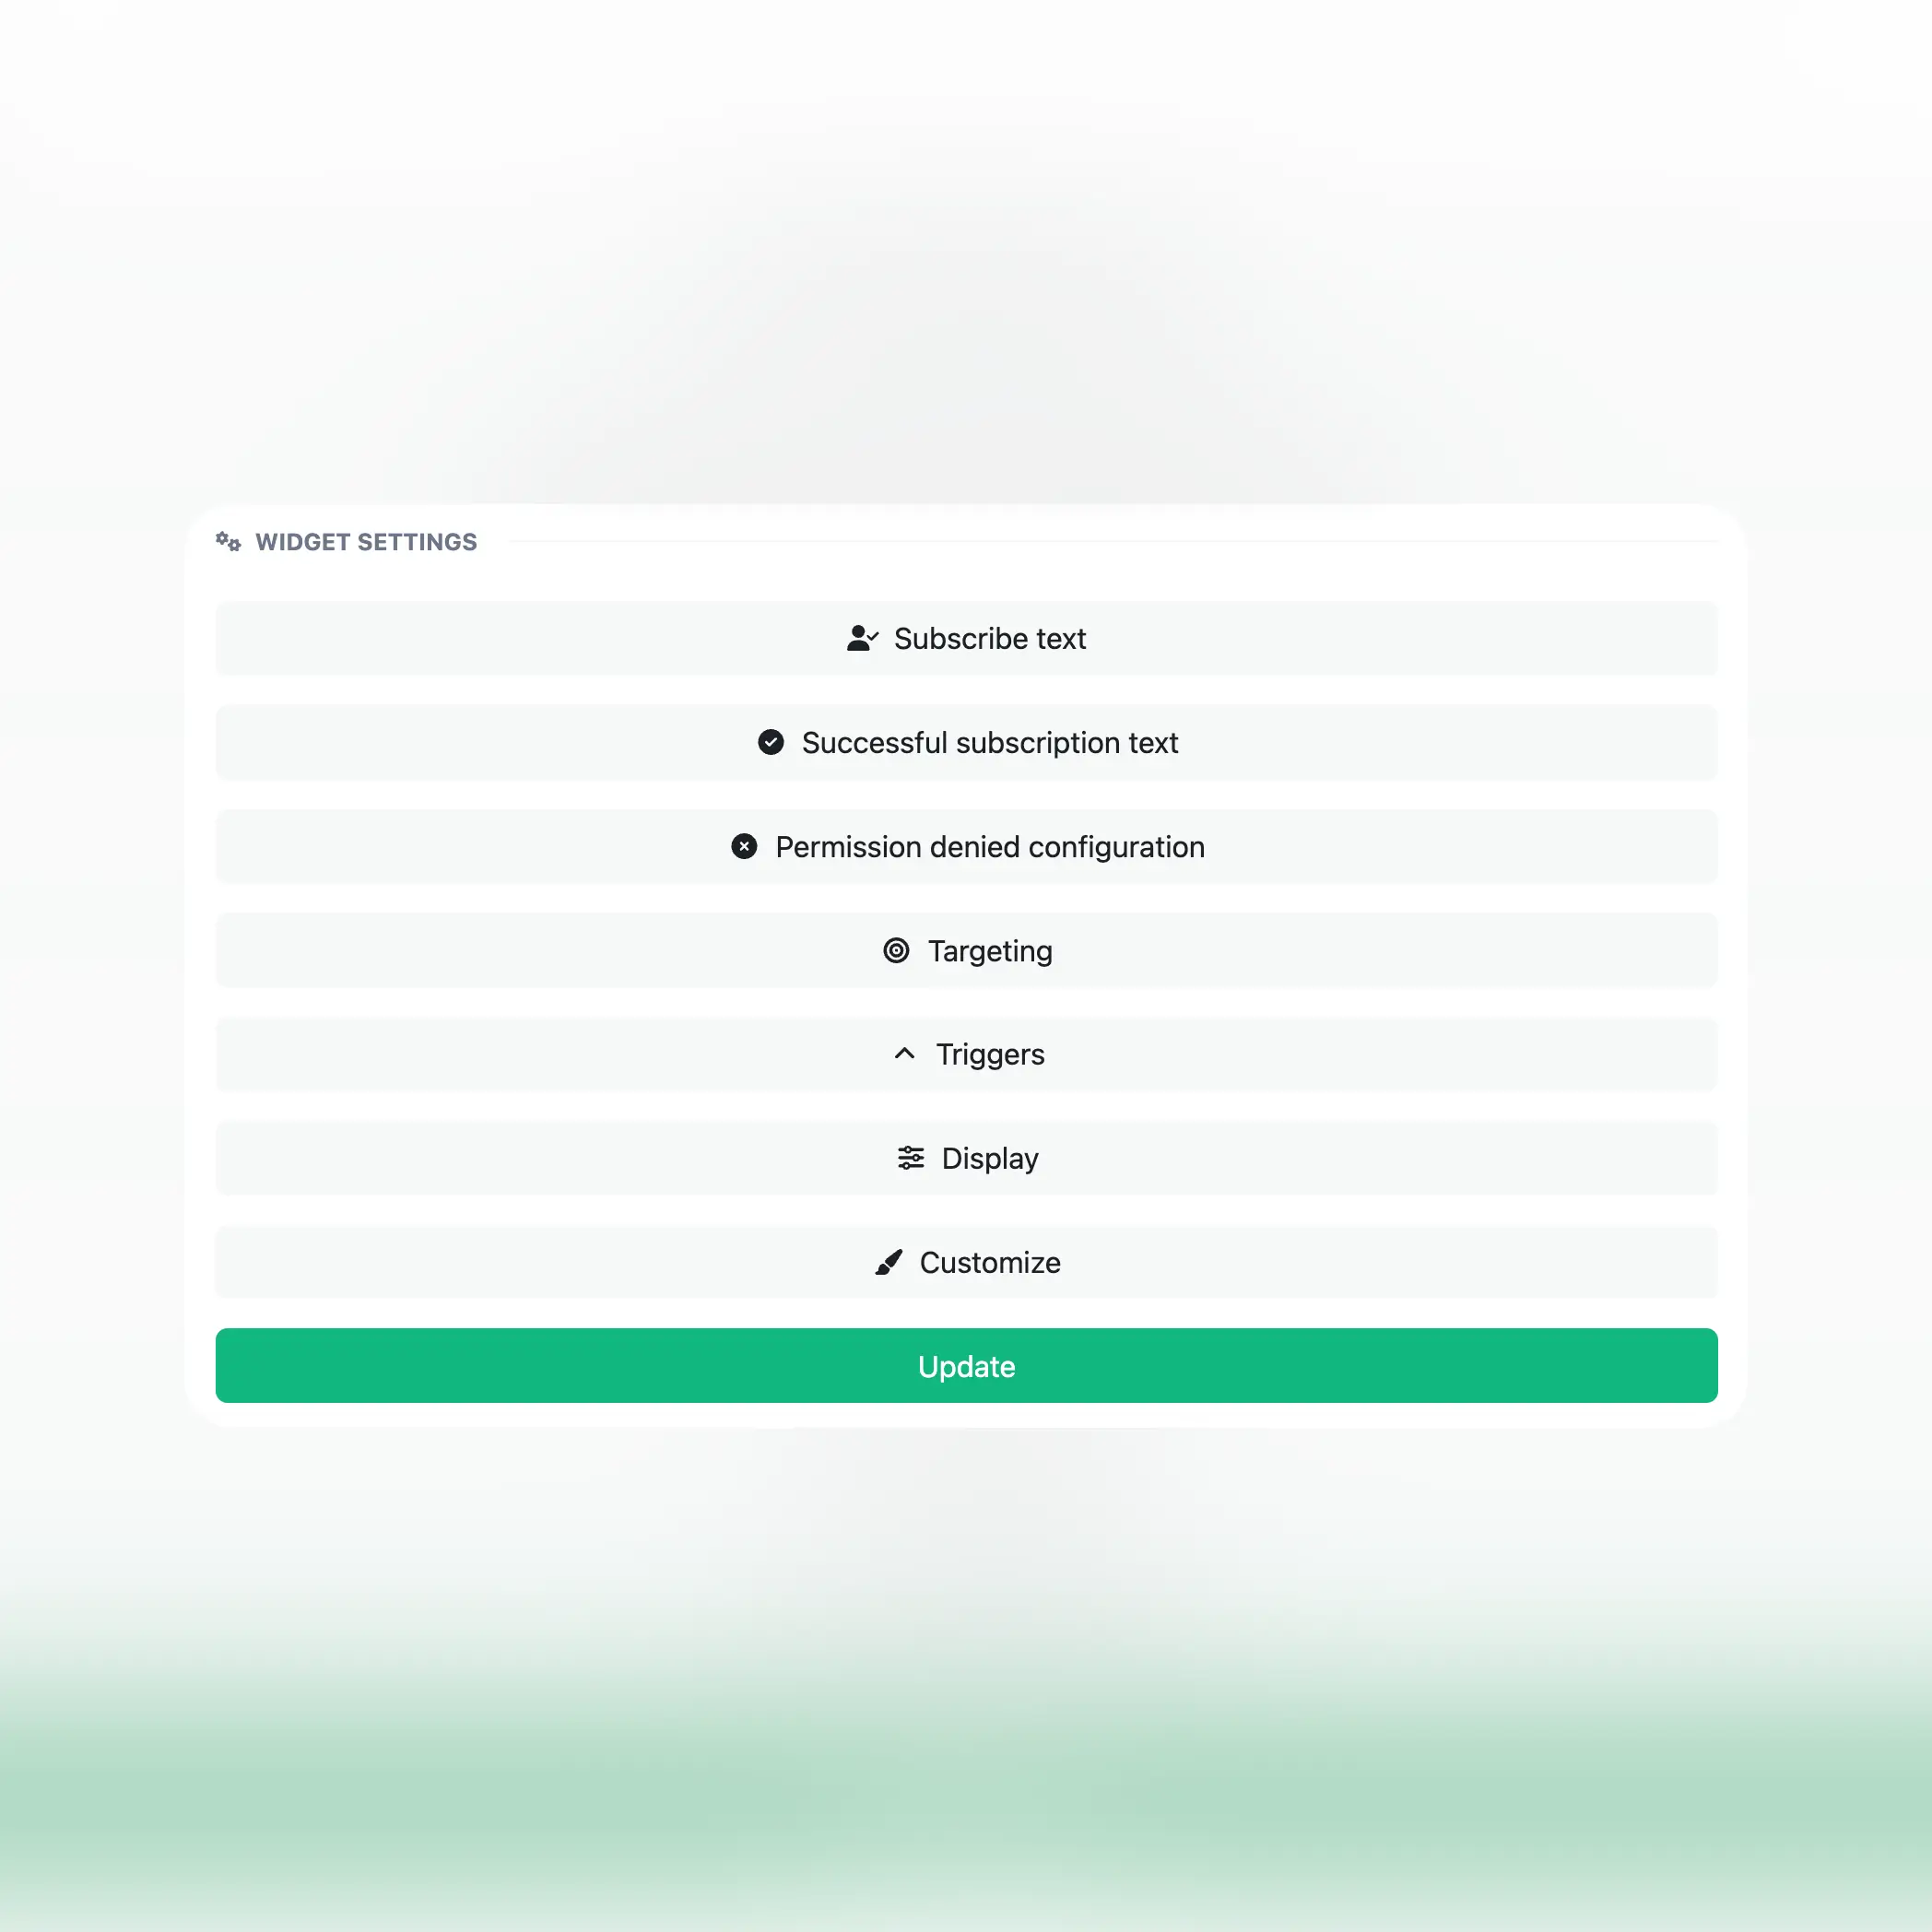 WIDGET SETTINGS
Subscribe text
Successful subscription text
Permission denied configuration
Targeting
Triggers
Display
Customize
Update